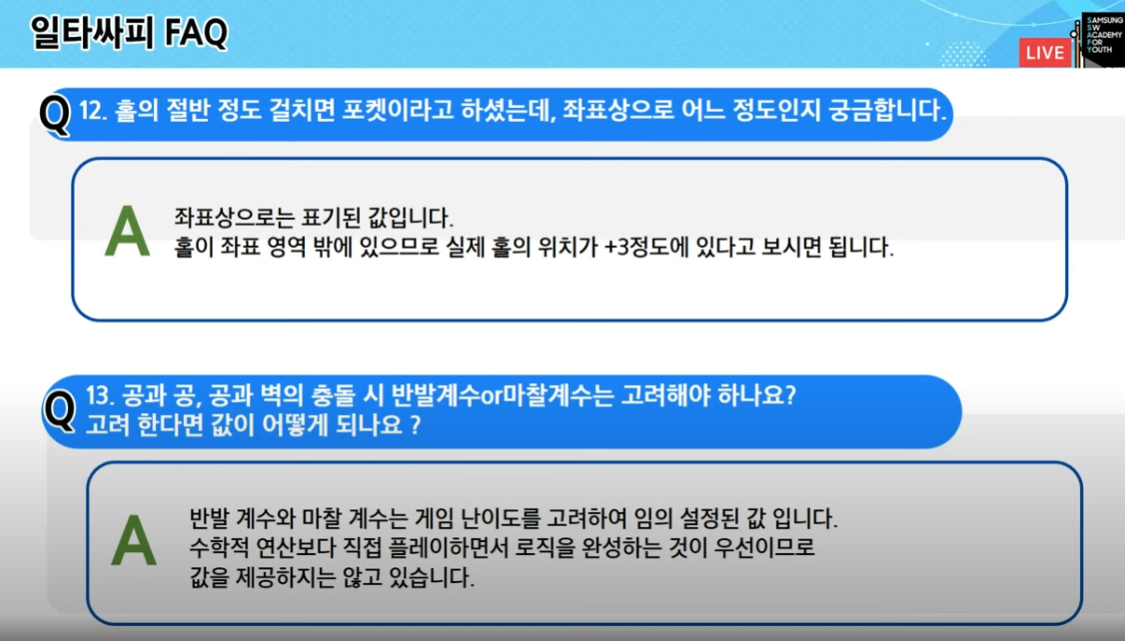 일타싸피 FAQ
LIVE
SAMSUNG
SW
ACADEMY
FOR
YOUTH
Q 12. 홀의 절반 정도 걸치면 포켓이라고 하셨는데, 좌표상으로 어느 정도인지 궁금합니다.
A 좌표상으로는 표기된 값입니다.
홀이 좌표 영역 밖에 있으므로 실제 홀의 위치가 +3정도에 있다고 보시면 됩니다.
Q 13. 공과 공, 공과 벽의 충돌 시 반발계수or마찰계수는 고려해야 하나요?
고려 한다면 값이 어떻게 되나요 ?
A 반발 계수와 마찰 계수는 게임 난이도를 고려하여 임의 설정된 값 입니다.
수학적 연산보다 직접 플레이하면서 로직을 완성하는 것이 우선이므로
값을 제공하지는 않고 있습니다.